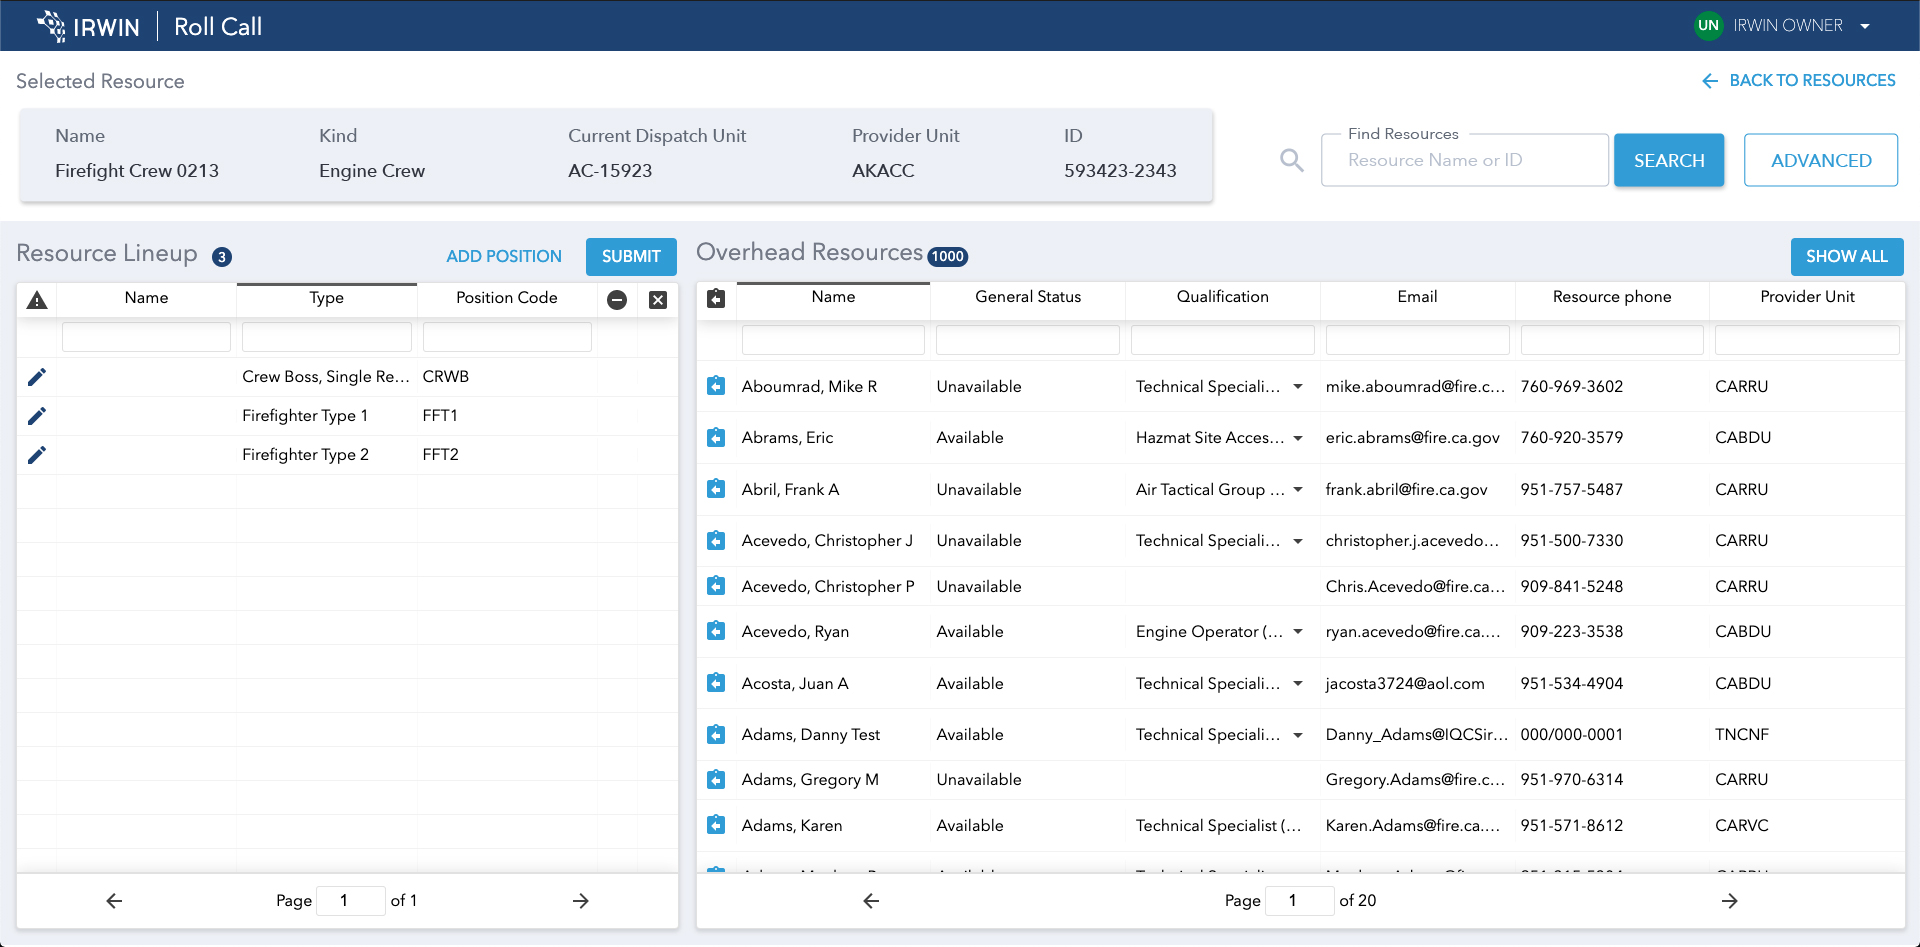 IRWIN | Roll Call
UN IRWIN OWNER
Selected Resource
BACK TO RESOURCES
Name Kind Current Dispatch Unit Provider Unit ID
Firefight Crew 0213 Engine Crew AC-15923 AKACC 593423-2343
Find Resources
Resource Name or ID
SEARCH
ADVANCED
Resource Lineup 3
ADD POSITION
SUBMIT
Name Type Position Code
Crew Boss, Single Re... CRWB
Firefighter Type 1 FFT1
Firefighter Type 2 FFT2
Page 1 of 1
Overhead Resources 1000
SHOW ALL
Name General Status Qualification Email Resource phone Provider Unit
Aboumrad, Mike R Unavailable Technical Speciali... mike.aboumrad@fire.c... 760-969-3602 CARRU
Abrams, Eric Available Hazmat Site Acces... eric.abrams@fire.ca.gov 760-920-3579 CABDU
Abril, Frank A Unavailable Air Tactical Group ... frank.abril@fire.ca.gov 951-757-5487 CARRU
Acevedo, Christopher J Unavailable Technical Speciali... christopher.j.acevedo... 951-500-7330 CARRU
Acevedo, Christopher P Unavailable Chris.Acevedo@fire.ca... 909-841-5248 CARRU
Acevedo, Ryan Available Engine Operator (... ryan.acevedo@fire.ca.... 909-223-3538 CABDU
Acosta, Juan A Available Technical Speciali... jacosta3724@aol.com 951-534-4904 CABDU
Adams, Danny Test Available Technical Speciali... Danny_Adams@IQCSir... 000/000-0001 TNCNF
Adams, Gregory M Unavailable Gregory.Adams@fire.c... 951-970-6314 CARRU
Adams, Karen Available Technical Specialist (... Karen.Adams@fire.ca.... 951-571-8612 CARVC
Page 1 of 20